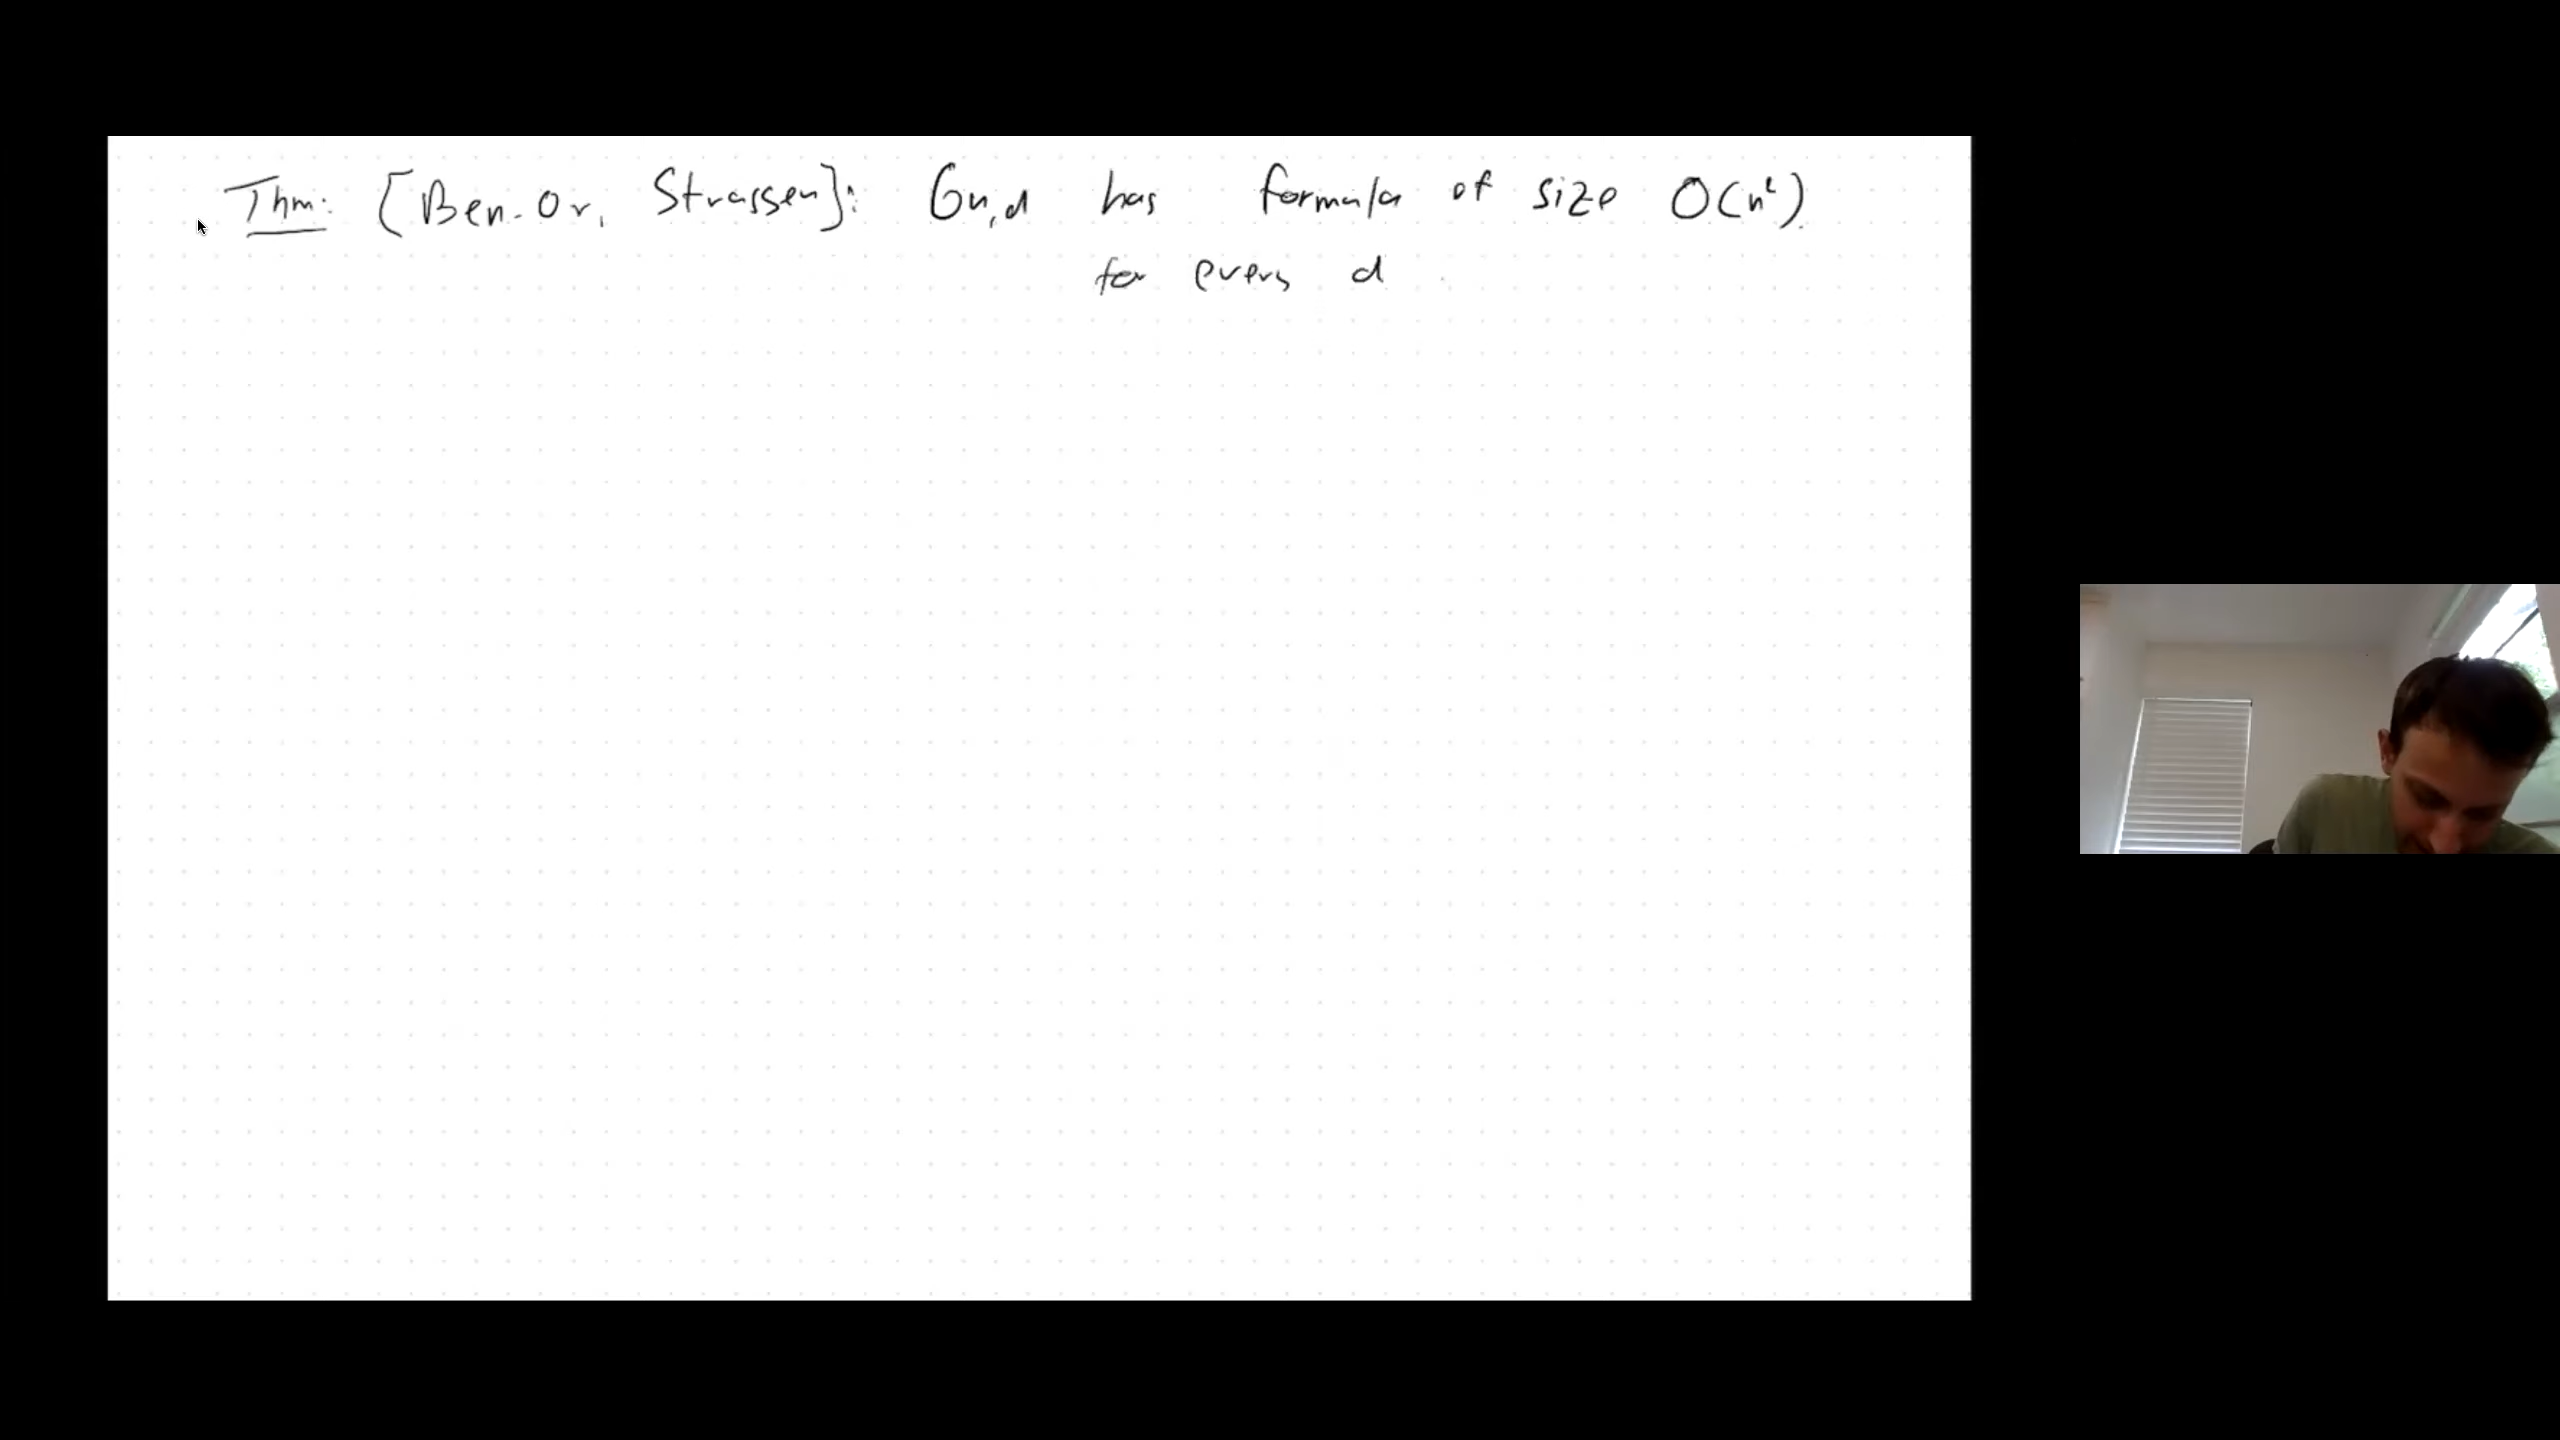 Thm: [Ben-Or, Strassen]: Gn,d has formula of size O(n²).
for every d